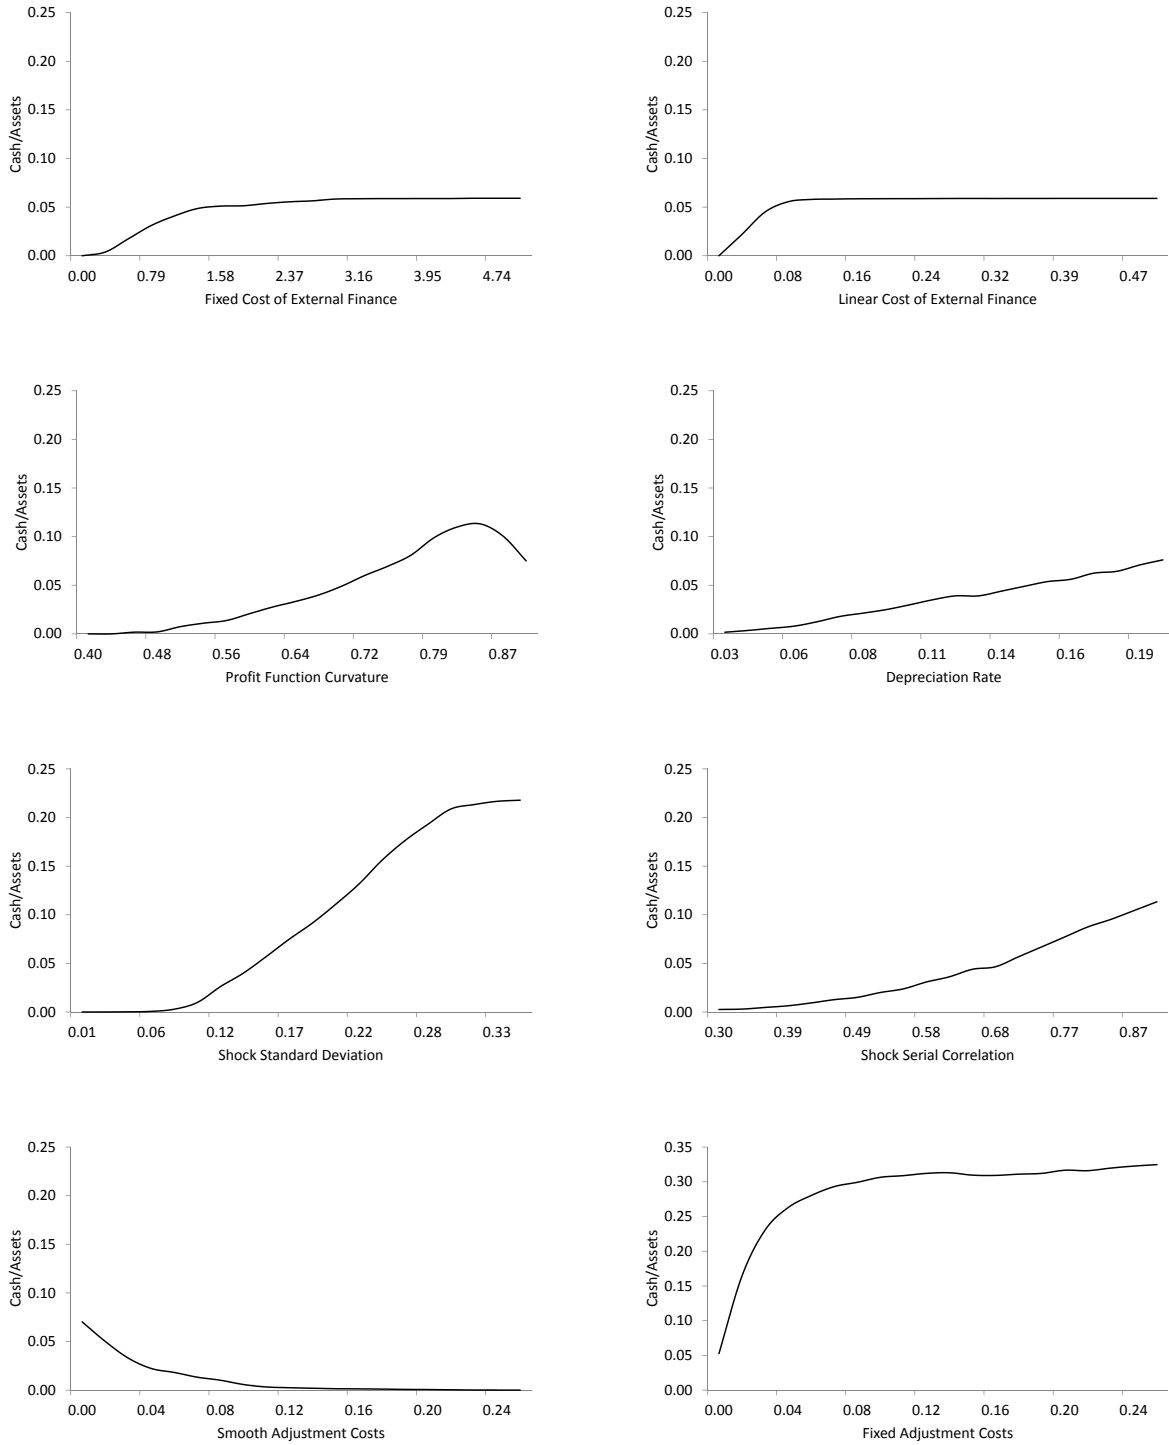 0.25
0.20
0.15
0.10
0.05
0.00
Cash/Assets
0.00 0.79 1.58 2.37 3.16 3.95 4.74
Fixed Cost of External Finance
0.25
0.20
0.15
0.10
0.05
0.00
Cash/Assets
0.00 0.08 0.16 0.24 0.32 0.39 0.47
Linear Cost of External Finance
0.25
0.20
0.15
0.10
0.05
0.00
Cash/Assets
0.40 0.48 0.56 0.64 0.72 0.79 0.87
Profit Function Curvature
0.25
0.20
0.15
0.10
0.05
0.00
Cash/Assets
0.03 0.06 0.08 0.11 0.14 0.16 0.19
Depreciation Rate
0.25
0.20
0.15
0.10
0.05
0.00
Cash/Assets
0.01 0.06 0.12 0.17 0.22 0.28 0.33
Shock Standard Deviation
0.25
0.20
0.15
0.10
0.05
0.00
Cash/Assets
0.30 0.39 0.49 0.58 0.68 0.77 0.87
Shock Serial Correlation
0.25
0.20
0.15
0.10
0.05
0.00
Cash/Assets
0.00 0.04 0.08 0.12 0.16 0.20 0.24
Smooth Adjustment Costs
0.35
0.30
0.25
0.20
0.15
0.10
0.05
0.00
Cash/Assets
0.00 0.04 0.08 0.12 0.16 0.20 0.24
Fixed Adjustment Costs